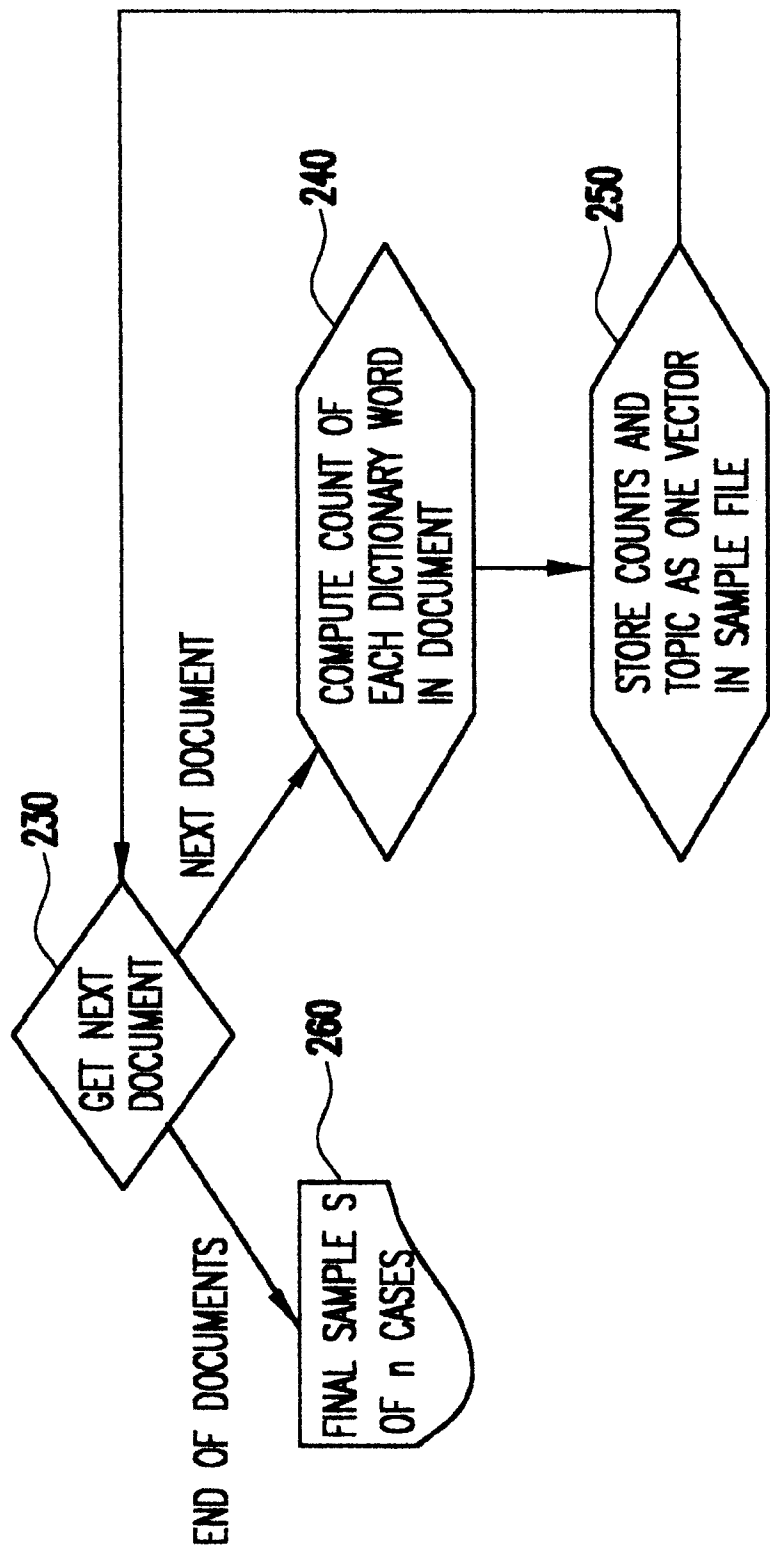 230
GET NEXT
DOCUMENT
END OF DOCUMENTS
NEXT DOCUMENT
260
FINAL SAMPLE S
OF n CASES
240
COMPUTE COUNT OF
EACH DICTIONARY WORD
IN DOCUMENT
250
STORE COUNTS AND
TOPIC AS ONE VECTOR
IN SAMPLE FILE